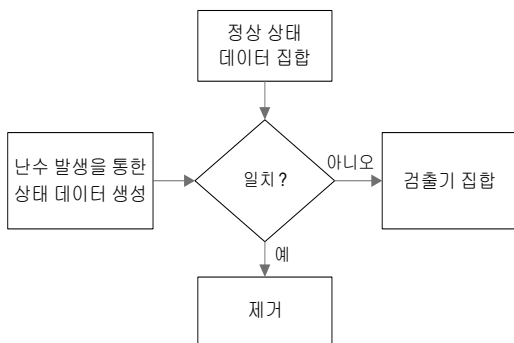 정상 상태
데이터 집합
난수 발생을 통한
상태 데이터 생성
일치?
아니오
검출기 집합
예
제거